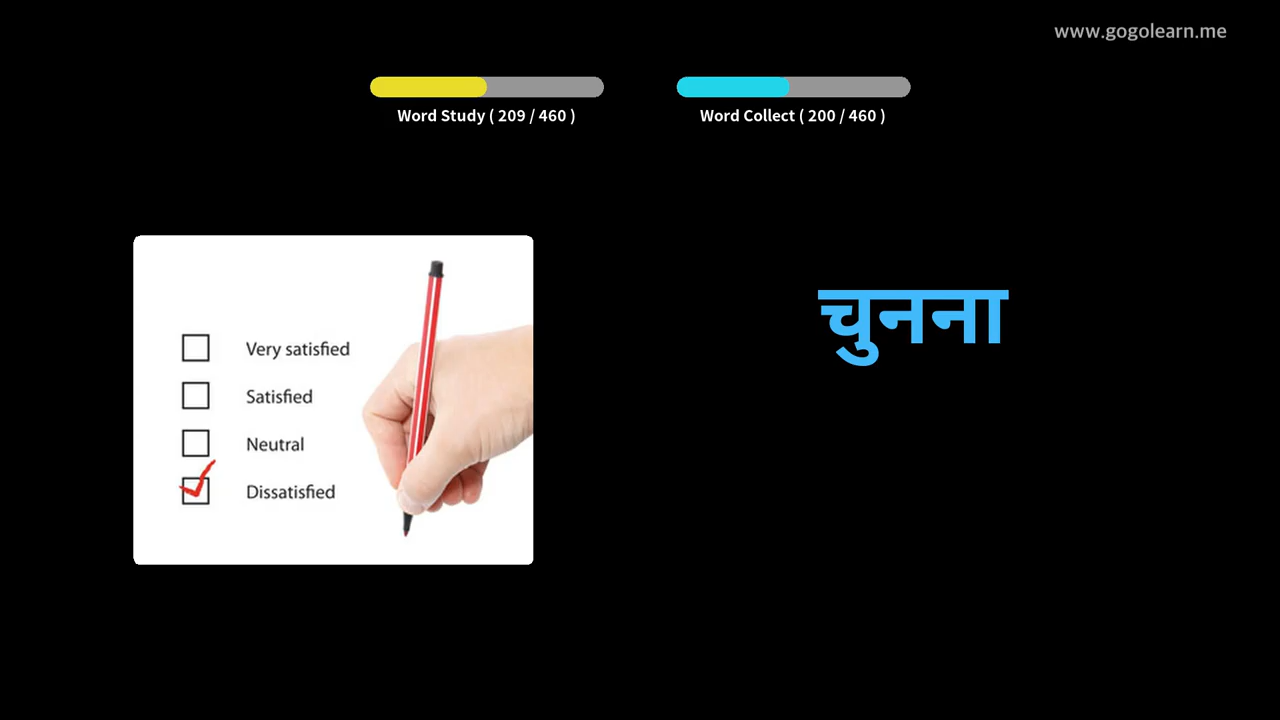 www.gogolearn.me
Word Study ( 209 / 460 )
Word Collect ( 200 / 460 )
चुनना
Very satisfied
Satisfied
Neutral
Dissatisfied